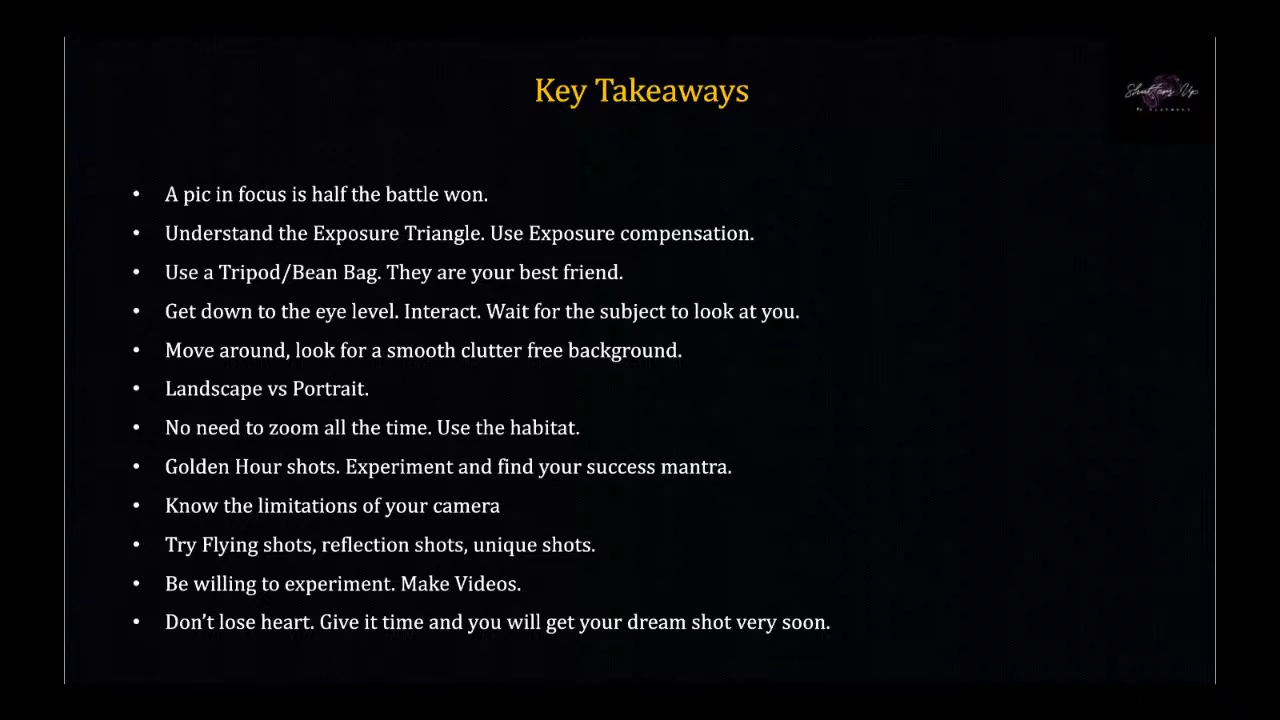 Key Takeaways
Shutters Up
• A pic in focus is half the battle won.
• Understand the Exposure Triangle. Use Exposure compensation.
• Use a Tripod/Bean Bag. They are your best friend.
• Get down to the eye level. Interact. Wait for the subject to look at you.
• Move around, look for a smooth clutter free background.
• Landscape vs Portrait.
• No need to zoom all the time. Use the habitat.
• Golden Hour shots. Experiment and find your success mantra.
• Know the limitations of your camera
• Try Flying shots, reflection shots, unique shots.
• Be willing to experiment. Make Videos.
• Don’t lose heart. Give it time and you will get your dream shot very soon.